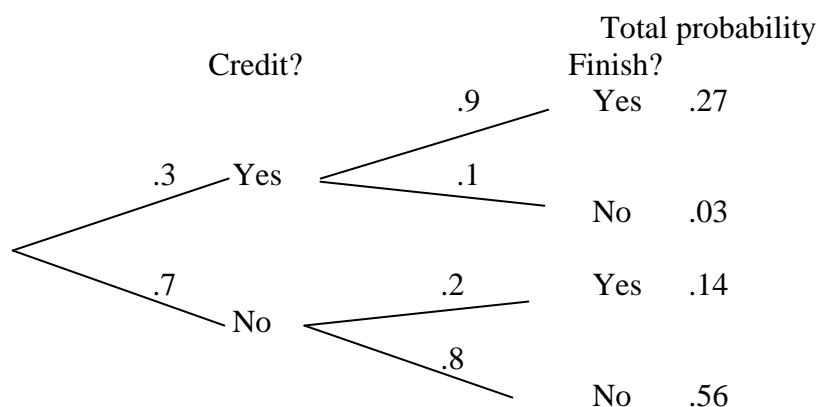 Total probability
Credit? Finish?
.9 Yes .27
.3 Yes .1
No .03
.7 .2 Yes .14
No
.8
No .56